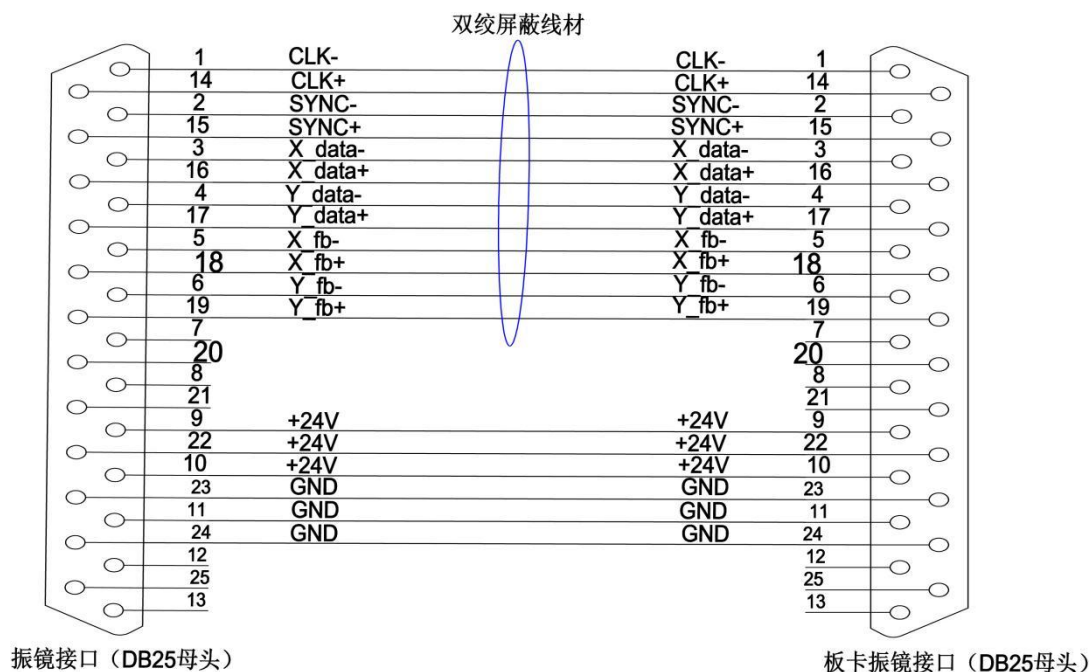 双绞屏蔽线材
1 CLK- CLK- 1
14 CLK+ CLK+ 14
2 SYNC- SYNC- 2
15 SYNC+ SYNC+ 15
3 X_data- X_data- 3
16 X_data+ X_data+ 16
4 Y_data- Y_data- 4
17 Y_data+ Y_data+ 17
5 X_fb- X_fb- 5
18 X_fb+ X_fb+ 18
6 Y_fb- Y_fb- 6
19 Y_fb+ Y_fb+ 19
7 7
20 20
8 8
21 21
9 +24V +24V 9
22 +24V +24V 22
10 +24V +24V 10
23 GND GND 23
11 GND GND 11
24 GND GND 24
12 12
25 25
13 13
振镜接口（DB25母头） 板卡振镜接口（DB25母头）